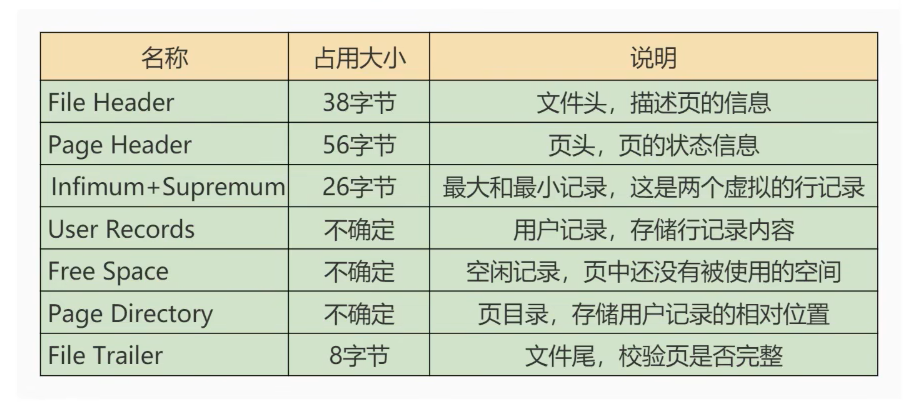 名称 占用大小 说明
File Header 38字节 文件头，描述页的信息
Page Header 56字节 页头，页的状态信息
Infimum+Supremum 26字节 最大和最小记录，这是两个虚拟的行记录
User Records 不确定 用户记录，存储行记录内容
Free Space 不确定 空闲记录，页中还没有被使用的空间
Page Directory 不确定 页目录，存储用户记录的相对位置
File Trailer 8字节 文件尾，校验页是否完整